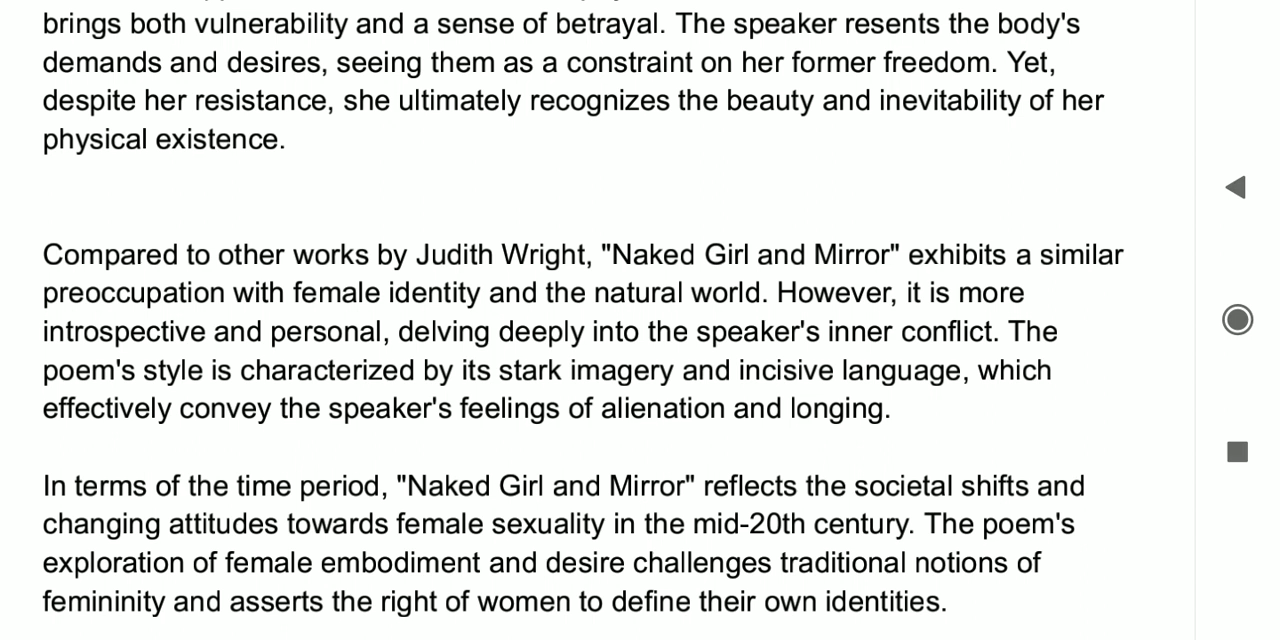 brings both vulnerability and a sense of betrayal. The speaker resents the body's
demands and desires, seeing them as a constraint on her former freedom. Yet,
despite her resistance, she ultimately recognizes the beauty and inevitability of her
physical existence.
Compared to other works by Judith Wright, "Naked Girl and Mirror" exhibits a similar
preoccupation with female identity and the natural world. However, it is more
introspective and personal, delving deeply into the speaker's inner conflict. The
poem's style is characterized by its stark imagery and incisive language, which
effectively convey the speaker's feelings of alienation and longing.
In terms of the time period, "Naked Girl and Mirror" reflects the societal shifts and
changing attitudes towards female sexuality in the mid-20th century. The poem's
exploration of female embodiment and desire challenges traditional notions of
femininity and asserts the right of women to define their own identities.